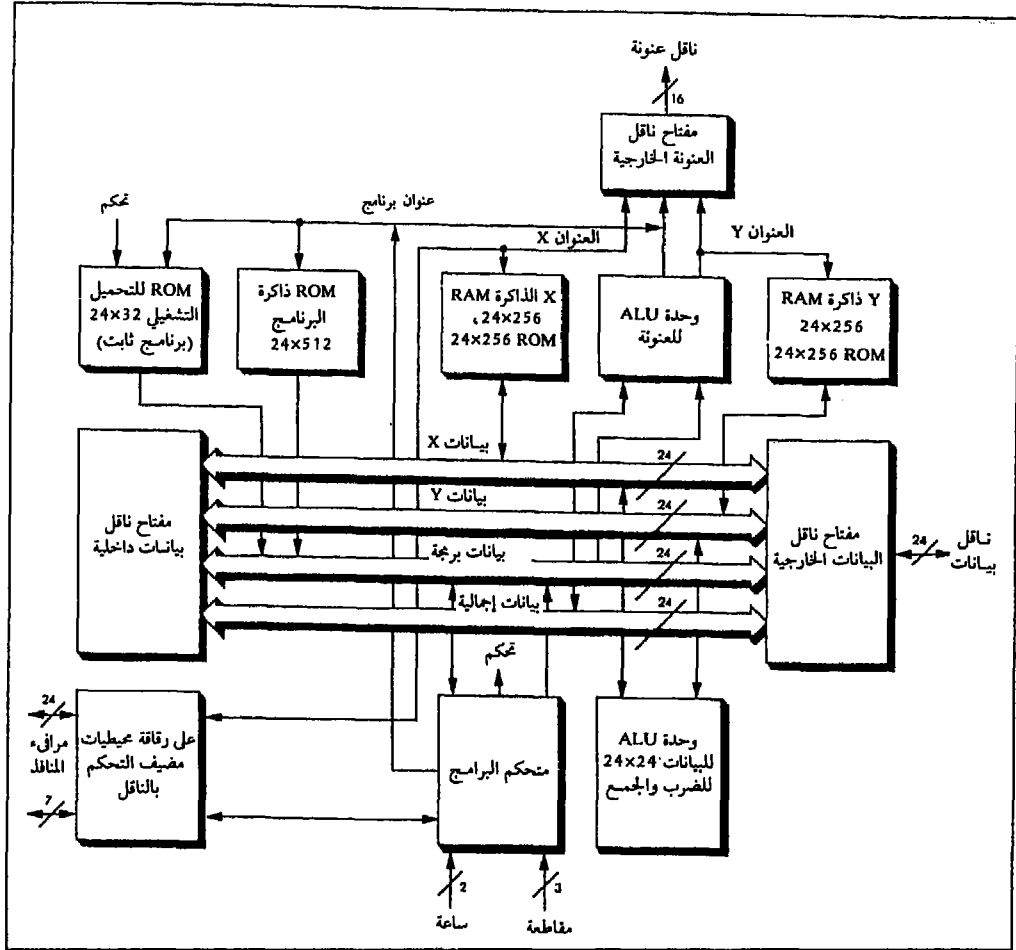 ناقل عنونة
16
مفتاح ناقل
العنونة الخارجية
تحكم
عنوان برنامج
العنوان X
العنوان Y
ROM للتحميل
التشغيلي 32×24
(برنامج ثابت)
ROM ذاكرة
البرنامج
24×512
X الذاكرة RAM
24×256،
24×256 ROM
وحدة ALU
للعنونة
Y ذاكرة RAM
24×256
24×256 ROM
بيانات X
24
بيانات Y
24
بيانات برمجة
24
بيانات إجمالية
24
مفتاح ناقل
بيانات داخلية
مفتاح ناقل
البيانات الخارجية
24
ناقل
بيانات
تحكم
24
مرافىء
المنافذ
7
على رقاقة محيطيات
مضيف التحكم
بالناقل
متحكم البرامج
وحدة ALU
للبيانات 24×24
للضرب والجمع
2
3
ساعة
مقاطعة